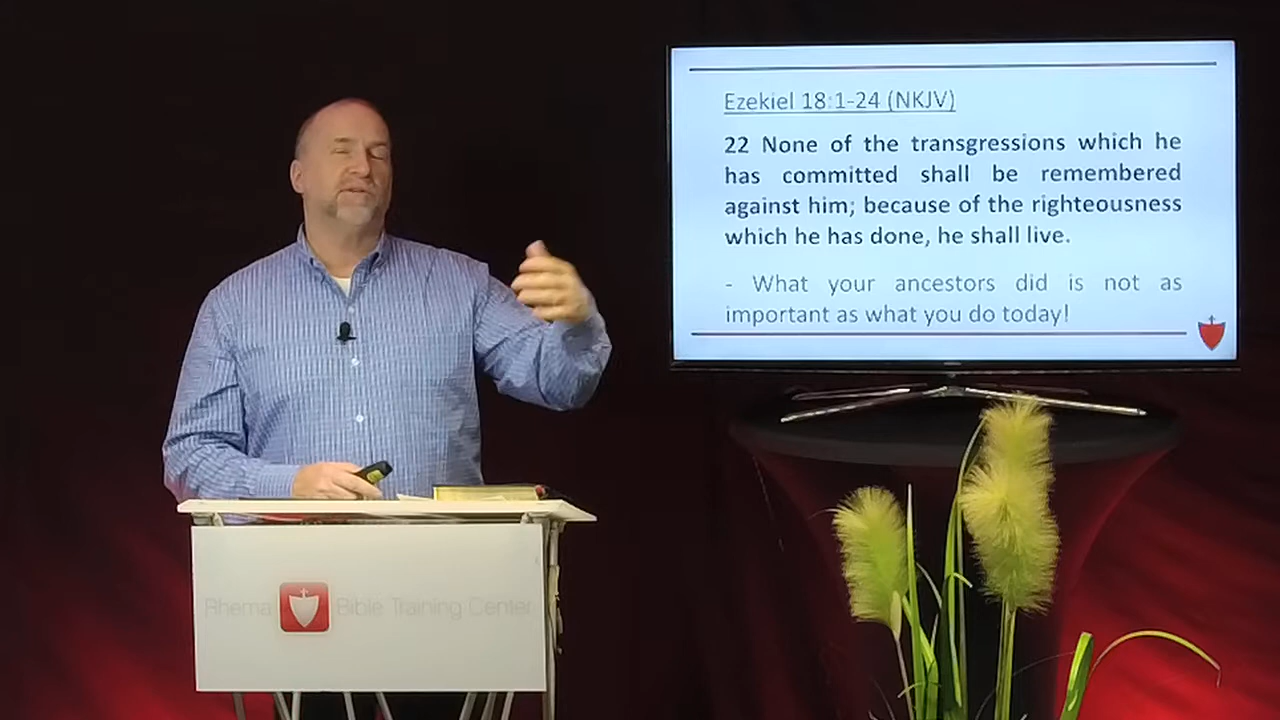 Ezekiel 18:1-24 (NKJV)
22 None of the transgressions which he
has committed shall be remembered
against him; because of the righteousness
which he has done, he shall live.
- What your ancestors did is not as
important as what you do today!
Rhema Bible Training Center